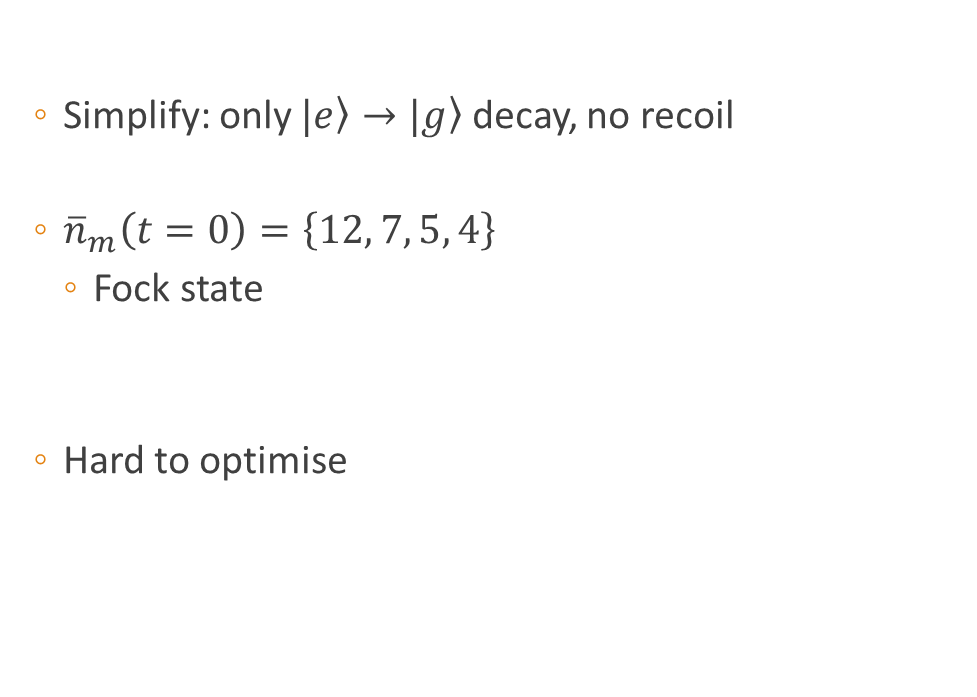 ◦ Simplify: only |e⟩ → |g⟩ decay, no recoil
◦ n̄ₘ(t = 0) = {12, 7, 5, 4}
◦ Fock state
◦ Hard to optimise